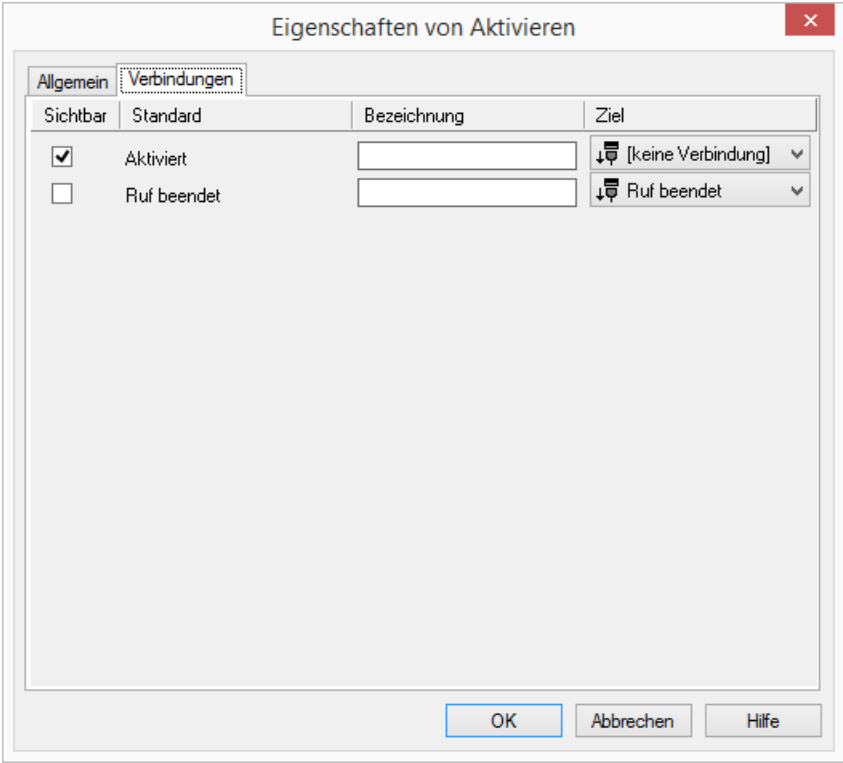 Eigenschaften von Aktivieren
Allgemein Verbindungen
Sichtbar Standard Bezeichnung Ziel
Aktiviert [keine Verbindung]
Ruf beendet Ruf beendet
OK Abbrechen Hilfe